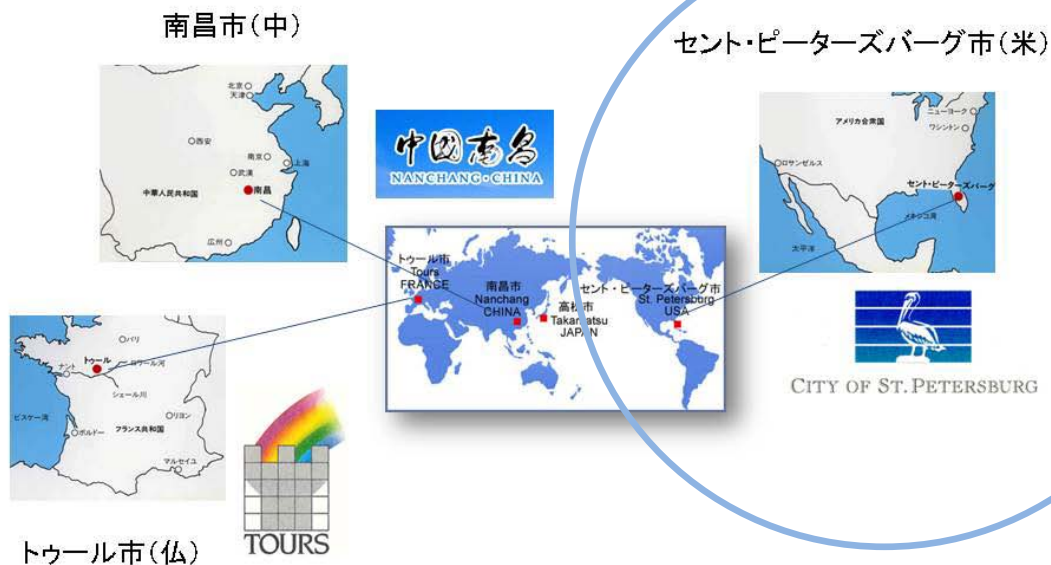 南昌市(中)
セント・ピーターズバーグ市(米)
北京
天津
西安
南京
上海
武漢
中華人民共和国
南昌
広州
中国南昌
NANCHANG・CHINA
アメリカ合衆国
ニューヨーク
ワシントン
ロサンゼルス
セント・ピーターズバーグ
メキシコ湾
太平洋
トゥール市
Tours
FRANCE
南昌市
Nanchang
CHINA
セント・ピーターズバーグ市
St. Petersburg
USA
高松市
Takamatsu
JAPAN
CITY OF ST. PETERSBURG
パリ
トゥール
ナント
ロワール河
シェール川
ビスケー湾
リヨン
フランス共和国
ボルドー
マルセイユ
TOURS
トゥール市(仏)